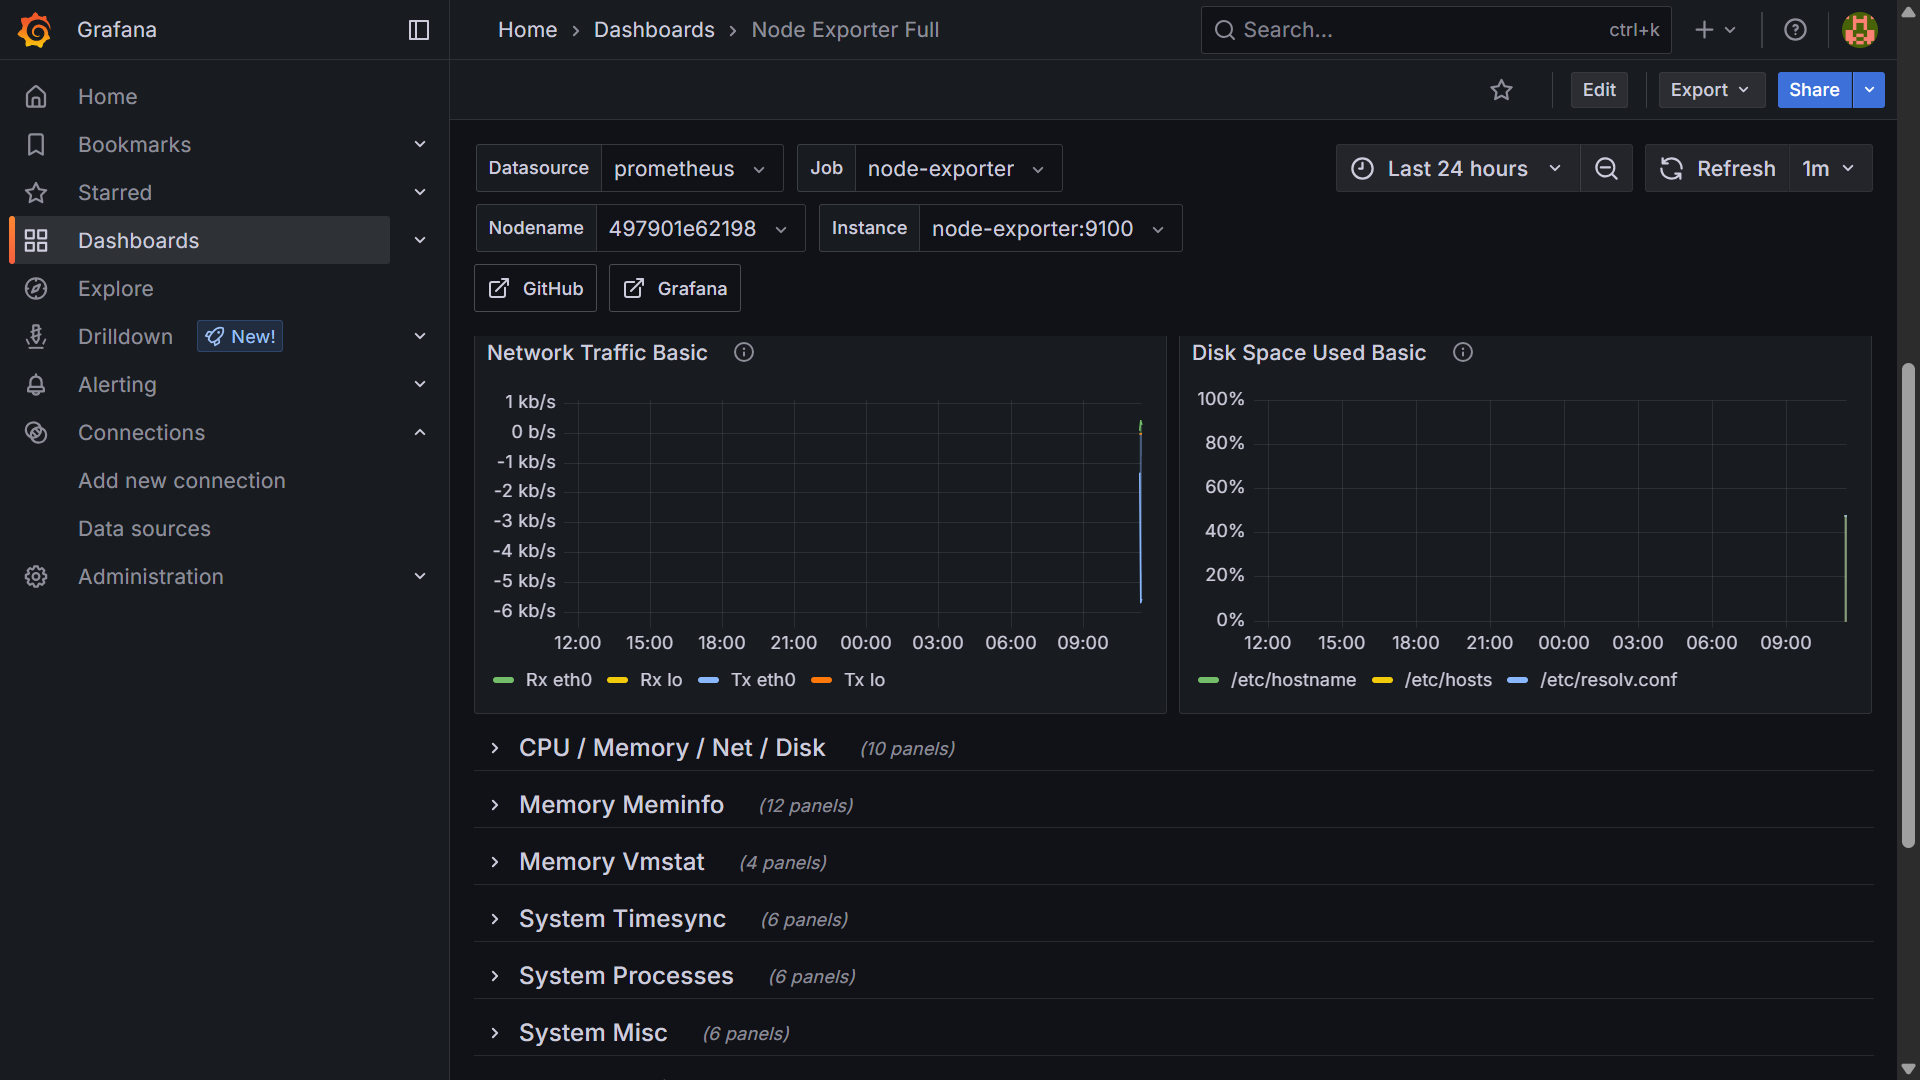 Grafana
Home › Dashboards › Node Exporter Full
Search...
ctrl+k
Home
Bookmarks
Starred
Dashboards
Explore
Drilldown
New!
Alerting
Connections
Add new connection
Data sources
Administration
Edit
Export
Share
Datasource
prometheus
Job
node-exporter
Last 24 hours
Refresh
1m
Nodename
497901e62198
Instance
node-exporter:9100
GitHub
Grafana
Network Traffic Basic
1 kb/s
0 b/s
-1 kb/s
-2 kb/s
-3 kb/s
-4 kb/s
-5 kb/s
-6 kb/s
12:00 15:00 18:00 21:00 00:00 03:00 06:00 09:00
Rx eth0 Rx lo Tx eth0 Tx lo
Disk Space Used Basic
100%
80%
60%
40%
20%
0%
12:00 15:00 18:00 21:00 00:00 03:00 06:00 09:00
/etc/hostname /etc/hosts /etc/resolv.conf
CPU / Memory / Net / Disk (10 panels)
Memory Meminfo (12 panels)
Memory Vmstat (4 panels)
System Timesync (6 panels)
System Processes (6 panels)
System Misc (6 panels)